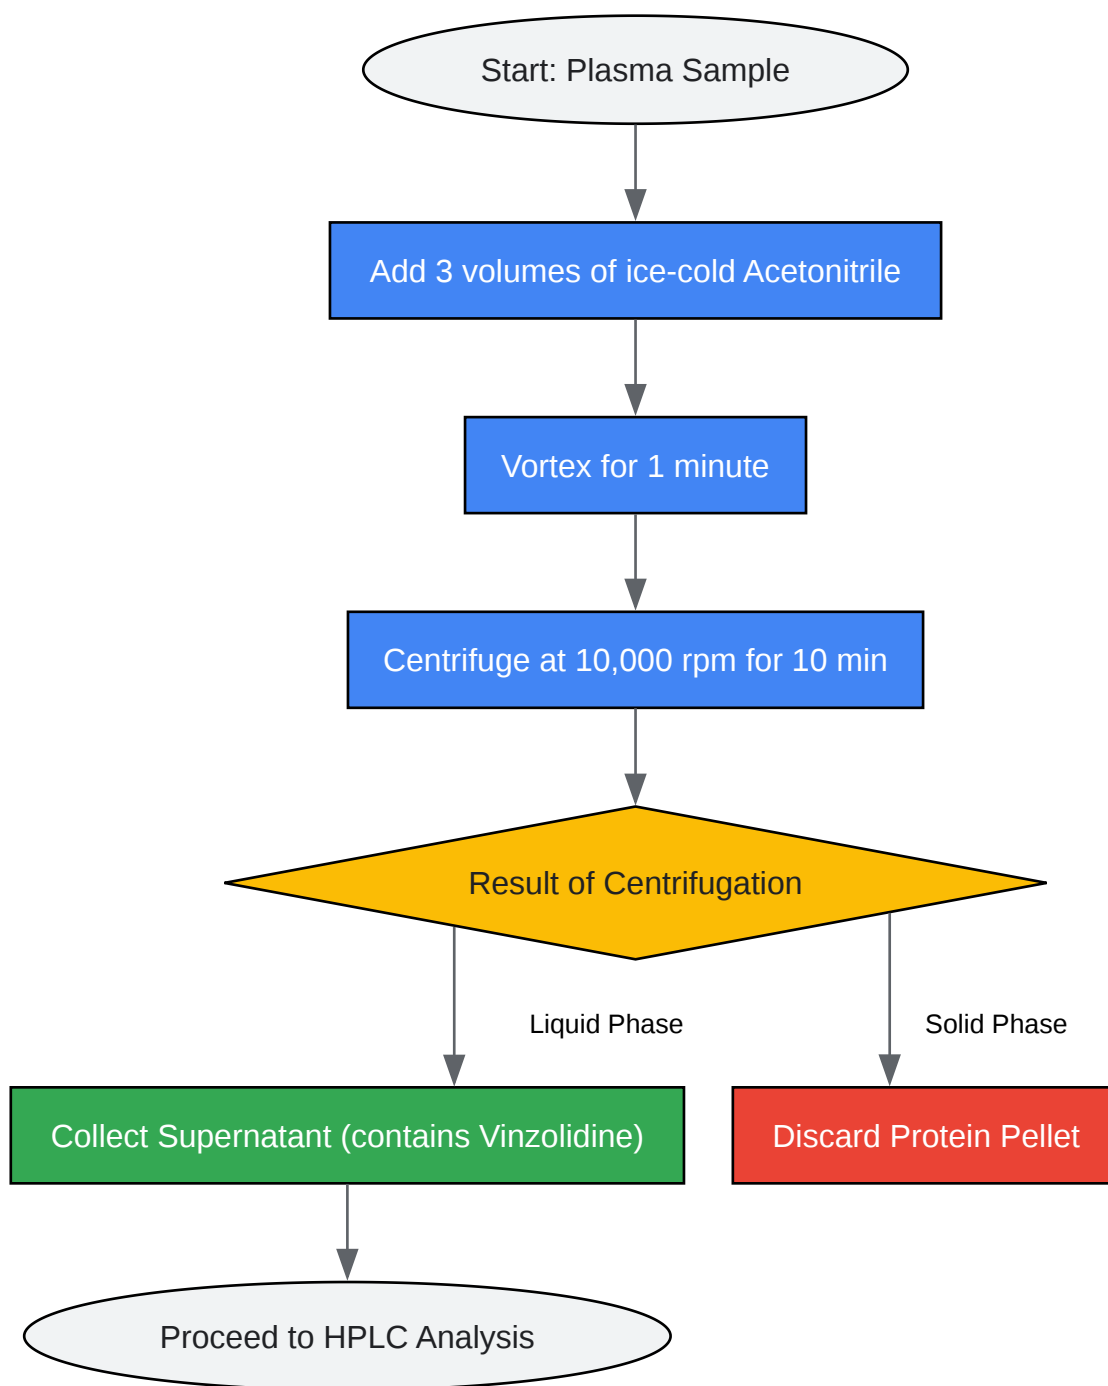 Start: Plasma Sample
Add 3 volumes of ice-cold Acetonitrile
Vortex for 1 minute
Centrifuge at 10,000 rpm for 10 min
Result of Centrifugation
Liquid Phase
Solid Phase
Collect Supernatant (contains Vinzolidine)
Discard Protein Pellet
Proceed to HPLC Analysis